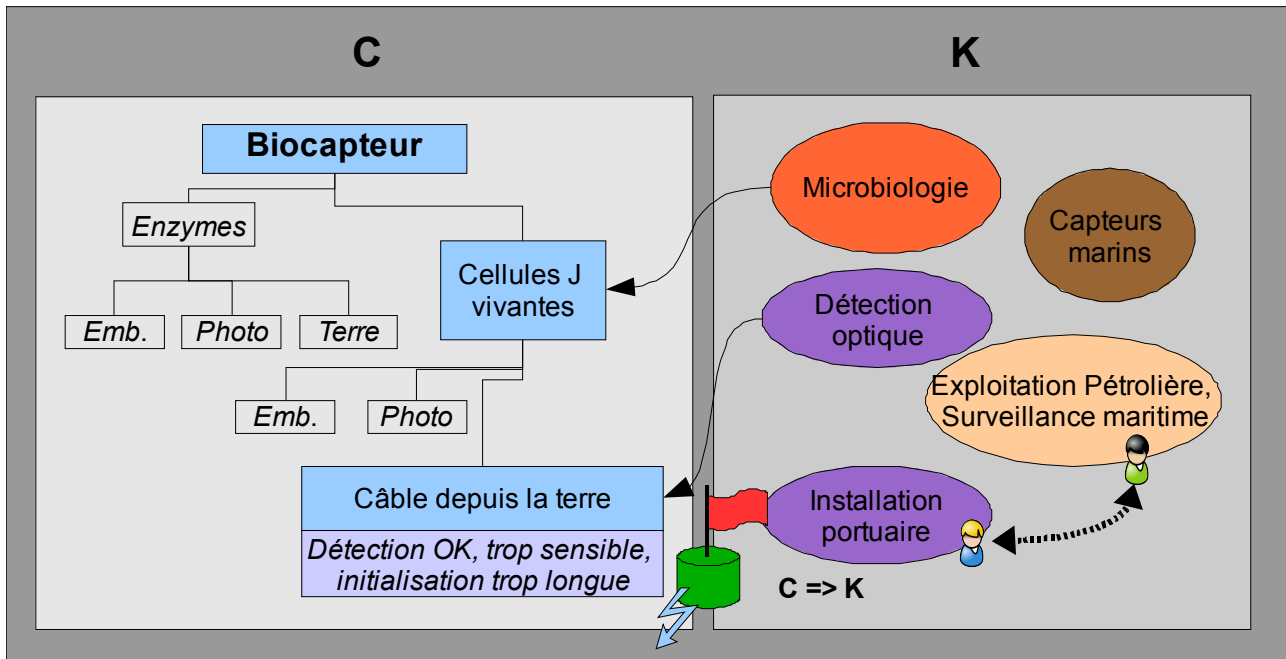 C
K
Biocapteur
Enzymes
Emb.
Photo
Terre
Cellules J
vivantes
Emb.
Photo
Câble depuis la terre
Détection OK, trop sensible,
initialisation trop longue
Microbiologie
Capteurs
marins
Détection
optique
Exploitation Pétrolière,
Surveillance maritime
Installation
portuaire
C => K